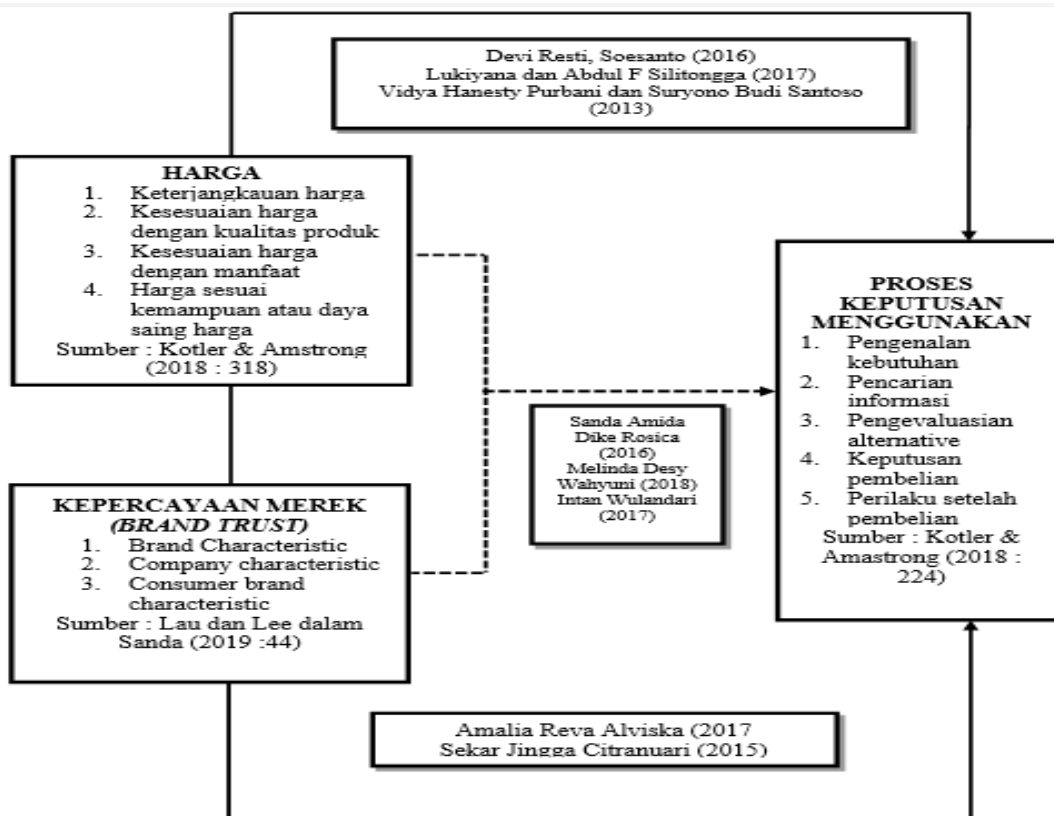 Devi Resti, Soesanto (2016)
Lukiyana dan Abdul F Silitongga (2017)
Vidya Hanesty Purbani dan Suryono Budi Santoso
(2013)
HARGA
1. Keterjangkauan harga
2. Kesesuaian harga
dengan kualitas produk
3. Kesesuaian harga
dengan manfaat
4. Harga sesuai
kemampuan atau daya
saing harga
Sumber : Kotler & Amstrong
(2018 : 318)
PROSES
KEPUTUSAN
MENGGUNAKAN
1. Pengenalan
kebutuhan
2. Pencarian
informasi
3. Pengevaluasian
alternative
4. Keputusan
pembelian
5. Perilaku setelah
pembelian
Sumber : Kotler &
Amastrong (2018 :
224)
Sanda Amida
Dike Rosica
(2016)
Melinda Desy
Wahyuni (2018)
Intan Wulandari
(2017)
KEPERCAYAAN MEREK
(BRAND TRUST)
1. Brand Characteristic
2. Company characteristic
3. Consumer brand
characteristic
Sumber : Lau dan Lee dalam
Sanda (2019 :44)
Amalia Reva Alviska (2017
Sekar Jingga Citranuari (2015)